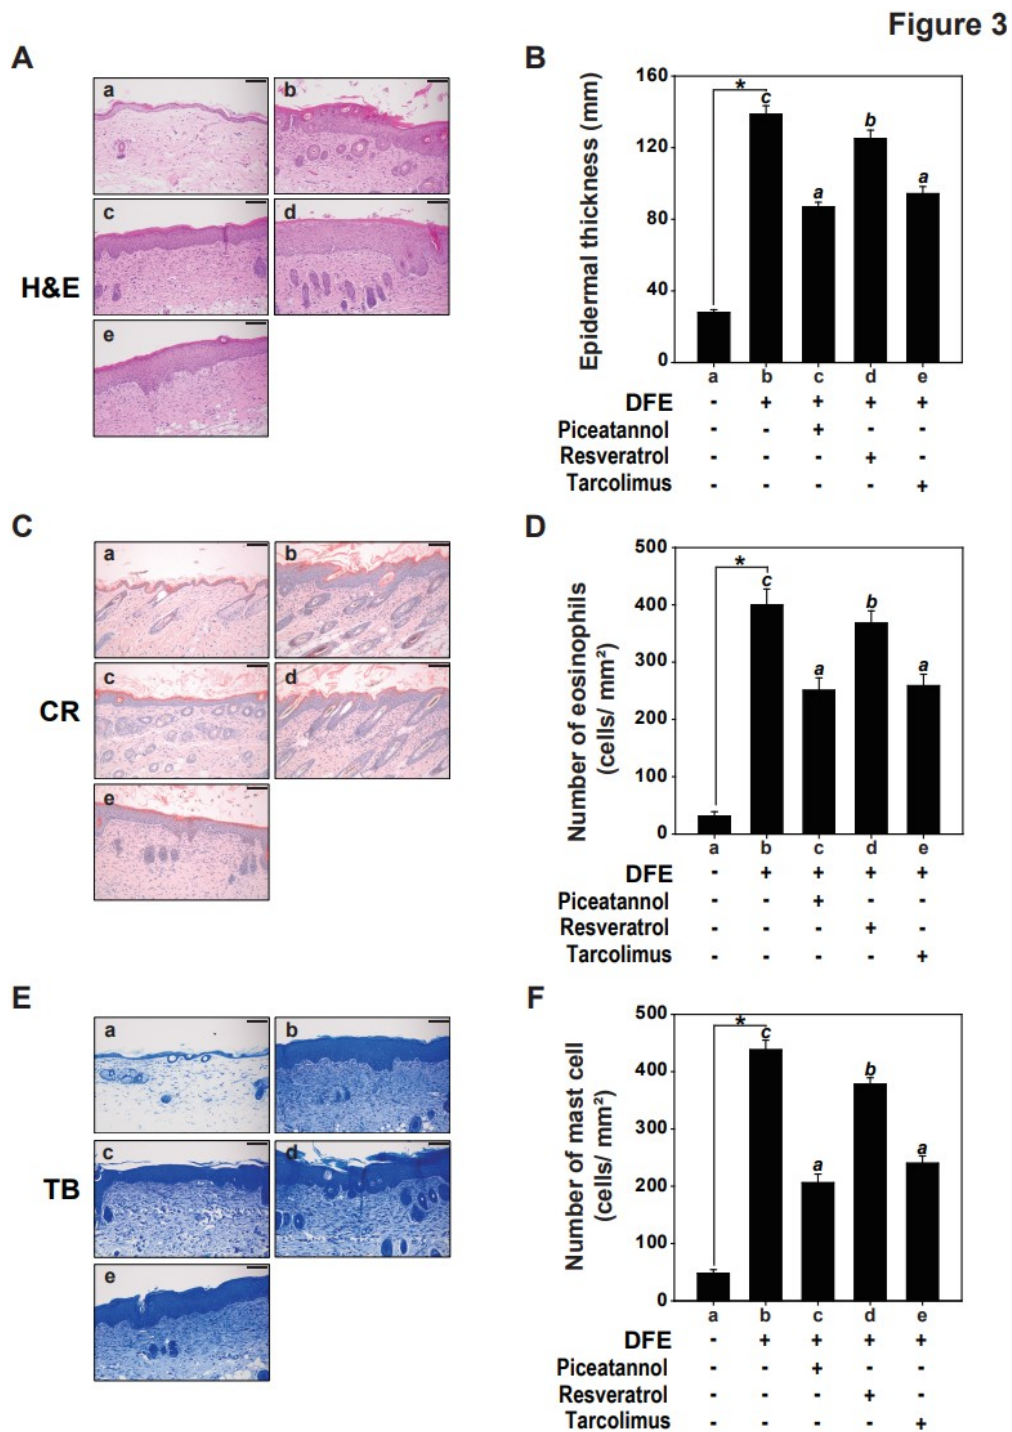 Figure 3
A
a
b
c
d
e
H&E
B
Epidermal thickness (mm)
160
120
80
40
0
*
c
a
b
a
a b c d e
DFE - + + + +
Piceatannol - - + - -
Resveratrol - - - + -
Tarcolimus - - - - +
C
a
b
c
d
e
CR
D
Number of eosinophils
(cells/ mm²)
500
400
300
200
100
0
*
c
a
b
a
a b c d e
DFE - + + + +
Piceatannol - - + - -
Resveratrol - - - + -
Tarcolimus - - - - +
E
a
b
c
d
e
TB
F
Number of mast cell
(cells/ mm²)
500
400
300
200
100
0
*
c
a
b
a
a b c d e
DFE - + + + +
Piceatannol - - + - -
Resveratrol - - - + -
Tarcolimus - - - - +